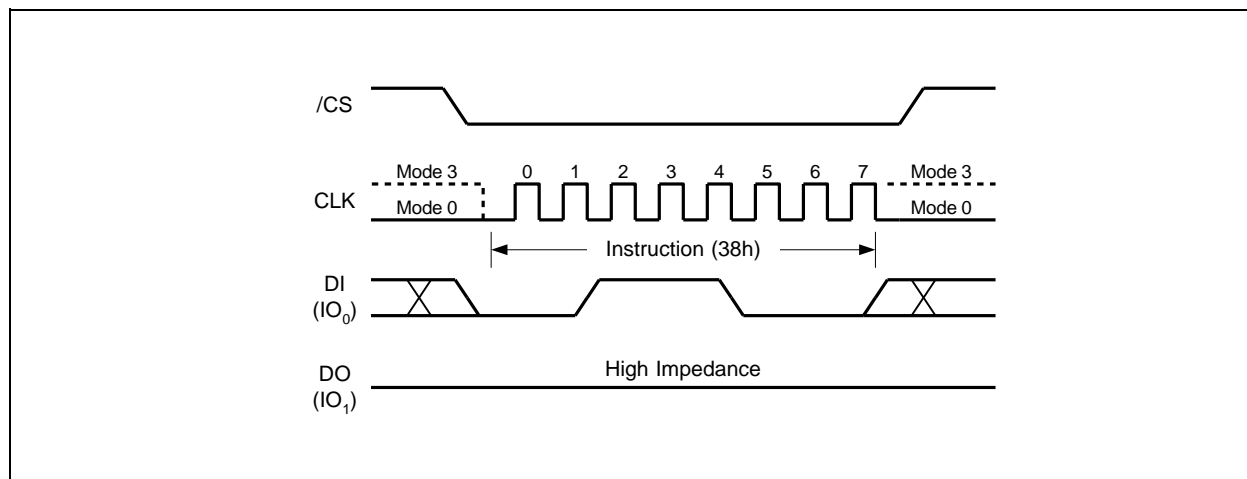 /CS
Mode 3 0 1 2 3 4 5 6 7 Mode 3
CLK
Mode 0 Mode 0
Instruction (38h)
DI
(IO0)
High Impedance
DO
(IO1)